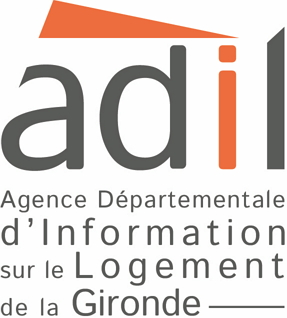 adil
Agence Départementale
d'Information
sur le Logement
de la Gironde